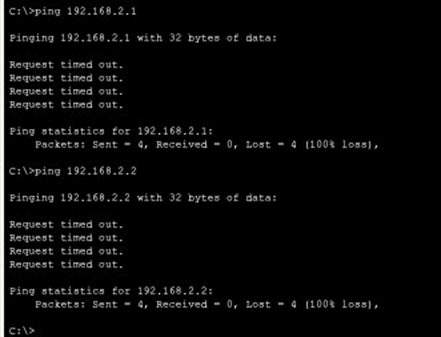 C:\>ping 192.168.2.1
Pinging 192.168.2.1 with 32 bytes of data:
Request timed out.
Request timed out.
Request timed out.
Request timed out.
Ping statistics for 192.168.2.1:
Packets: Sent = 4, Received = 0, Lost = 4 (100% loss),
C:\>ping 192.168.2.2
Pinging 192.168.2.2 with 32 bytes of data:
Request timed out.
Request timed out.
Request timed out.
Request timed out.
Ping statistics for 192.168.2.2:
Packets: Sent = 4, Received = 0, Lost = 4 (100% loss),
C:\>